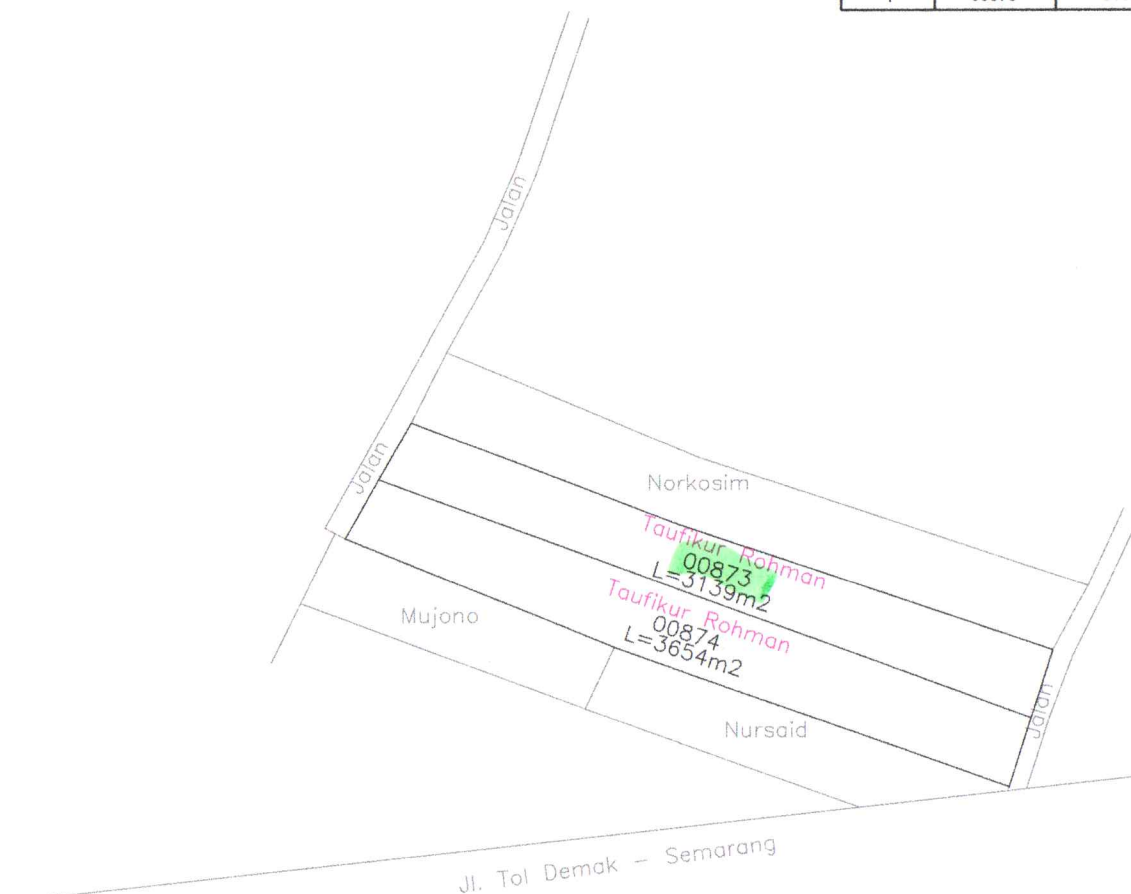 Jalan
Jalan
Norkosim
Taufikur Rohman
00873
L=3139m2
Taufikur Rohman
00874
L=3654m2
Mujono
Nursaid
Jalan
Jl. Tol Demak - Semarang